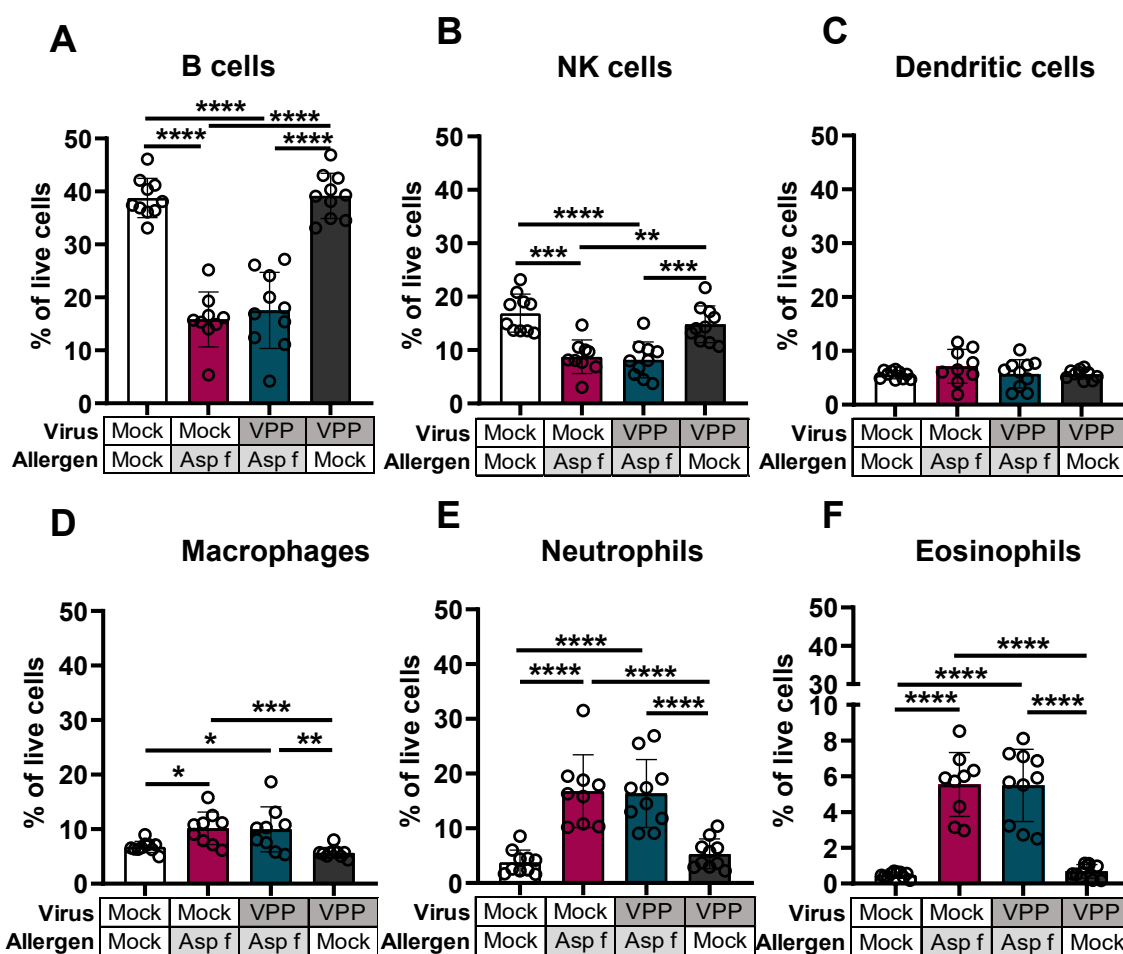 A
B cells
% of live cells
50
40
30
20
10
0
****
****
****
****
Virus Mock Mock VPP VPP
Allergen Mock Asp f Asp f Mock
B
NK cells
% of live cells
50
40
30
20
10
0
****
**
***
***
Virus Mock Mock VPP VPP
Allergen Mock Asp f Asp f Mock
C
Dendritic cells
% of live cells
50
40
30
20
10
0
Virus Mock Mock VPP VPP
Allergen Mock Asp f Asp f Mock
D
Macrophages
% of live cells
50
40
30
20
10
0
***
*
**
*
Virus Mock Mock VPP VPP
Allergen Mock Asp f Asp f Mock
E
Neutrophils
% of live cells
50
40
30
20
10
0
****
****
****
****
Virus Mock Mock VPP VPP
Allergen Mock Asp f Asp f Mock
F
Eosinophils
% of live cells
50
40
30
10
8
6
4
2
0
****
****
****
****
Virus Mock Mock VPP VPP
Allergen Mock Asp f Asp f Mock